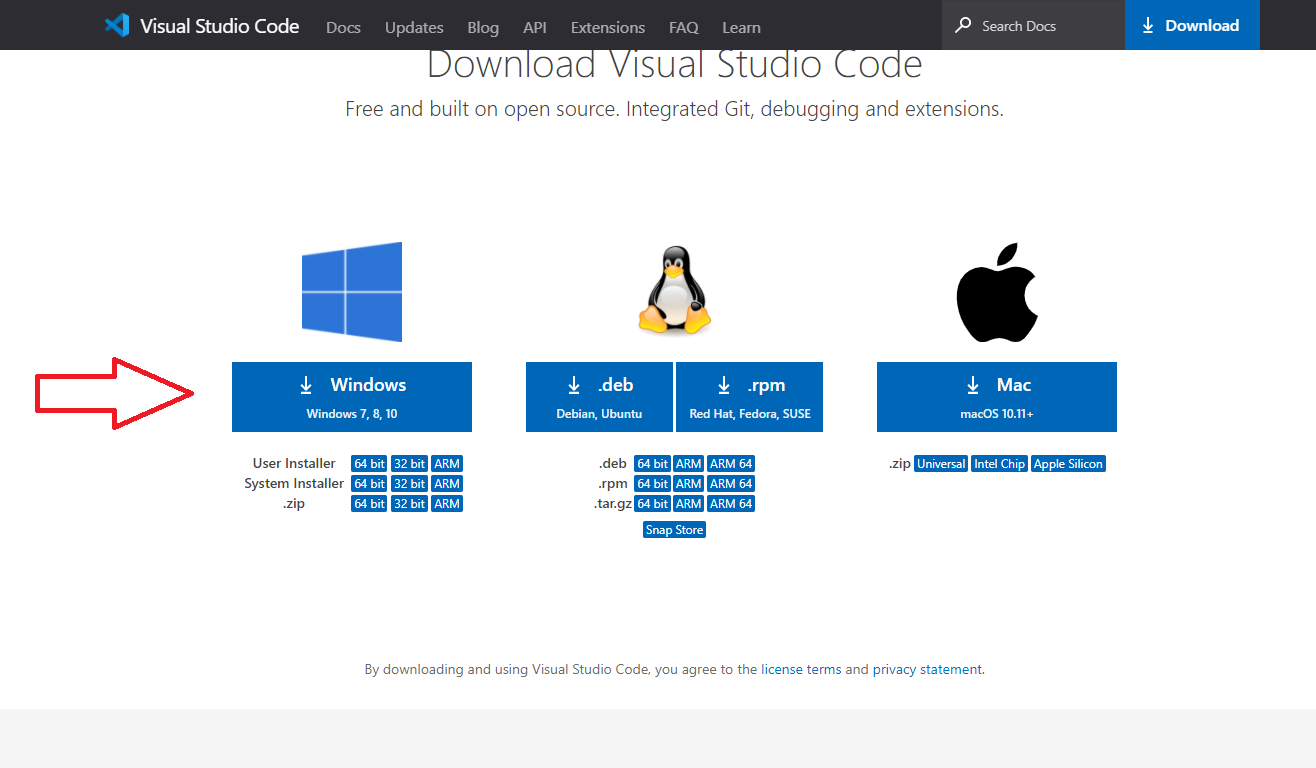 Visual Studio Code Docs Updates Blog API Extensions FAQ Learn Search Docs Download
Download Visual Studio Code
Free and built on open source. Integrated Git, debugging and extensions.
Windows
Windows 7, 8, 10
.deb
Debian, Ubuntu
.rpm
Red Hat, Fedora, SUSE
Mac
macOS 10.11+
User Installer 64 bit 32 bit ARM
System Installer 64 bit 32 bit ARM
.zip 64 bit 32 bit ARM
.deb 64 bit ARM ARM 64
.rpm 64 bit ARM ARM 64
.tar.gz 64 bit ARM ARM 64
Snap Store
.zip Universal Intel Chip Apple Silicon
By downloading and using Visual Studio Code, you agree to the license terms and privacy statement.